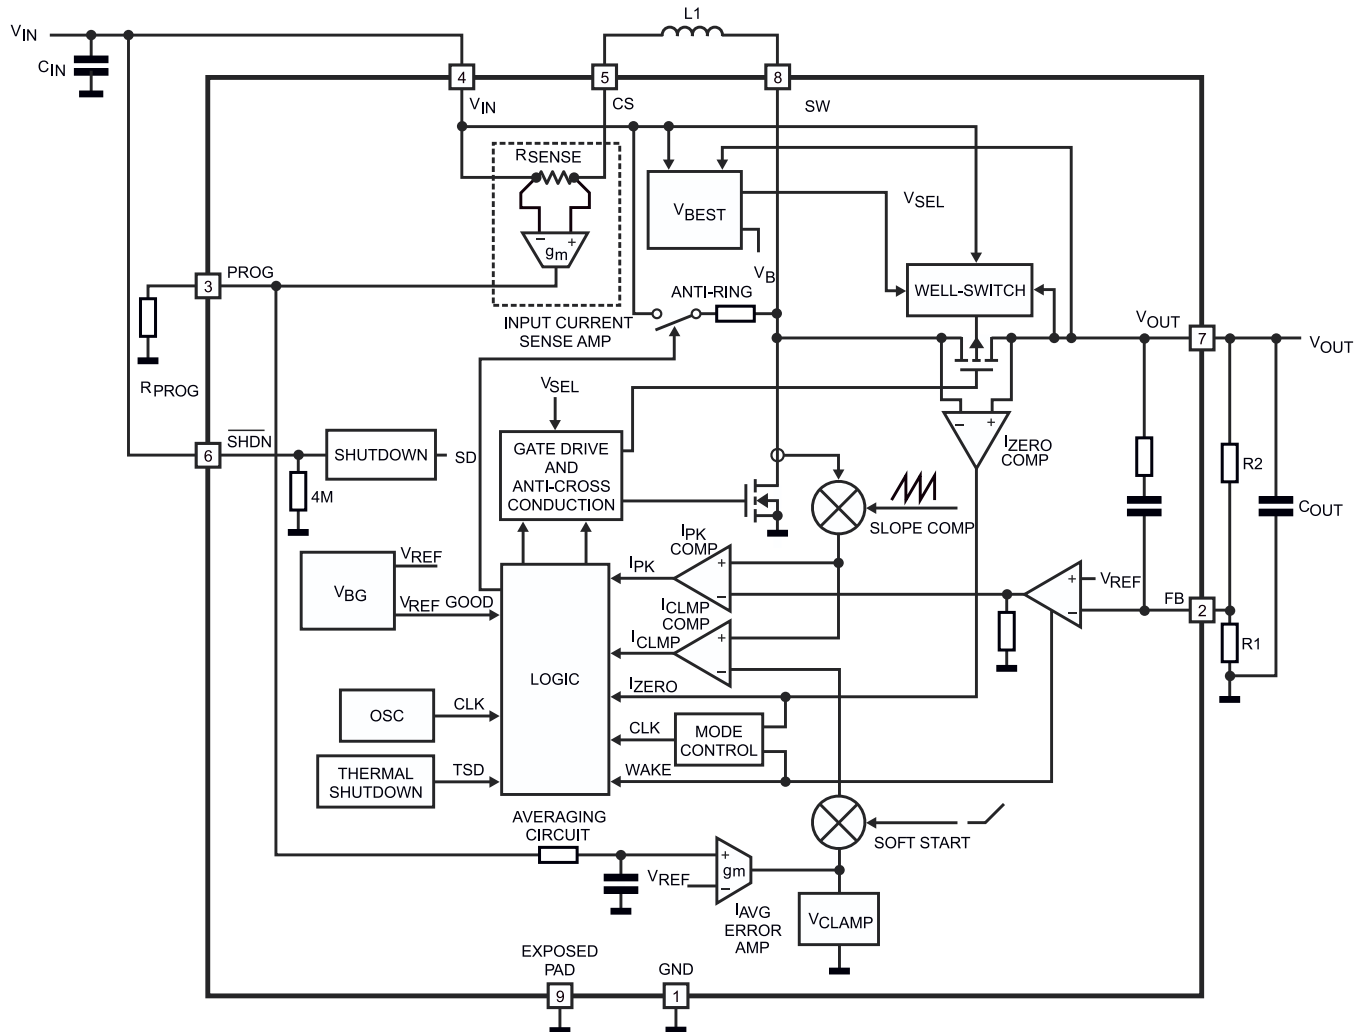 L1
VIN
CIN
4
5
8
VIN
CS
SW
RSENSE
VBEST
VSEL
− +
gm
VB
WELL-SWITCH
3
PROG
ANTI-RING
INPUT CURRENT
SENSE AMP
VOUT
7
VOUT
RPROG
VSEL
− +
6
SHDN
SHUTDOWN
SD
GATE DRIVE
AND
ANTI-CROSS
CONDUCTION
IZERO
COMP
R2
4M
SLOPE COMP
COUT
IPK
COMP
VREF
VBG
IPK
+
−
+
−
VREF
VREF GOOD
ICLMP
COMP
FB
2
ICLMP
+
−
R1
LOGIC
IZERO
OSC
CLK
CLK
MODE
CONTROL
THERMAL
SHUTDOWN
TSD
WAKE
AVERAGING
CIRCUIT
SOFT START
+
gm
−
VREF
IAVG
ERROR
AMP
VCLAMP
EXPOSED
PAD
GND
9
1